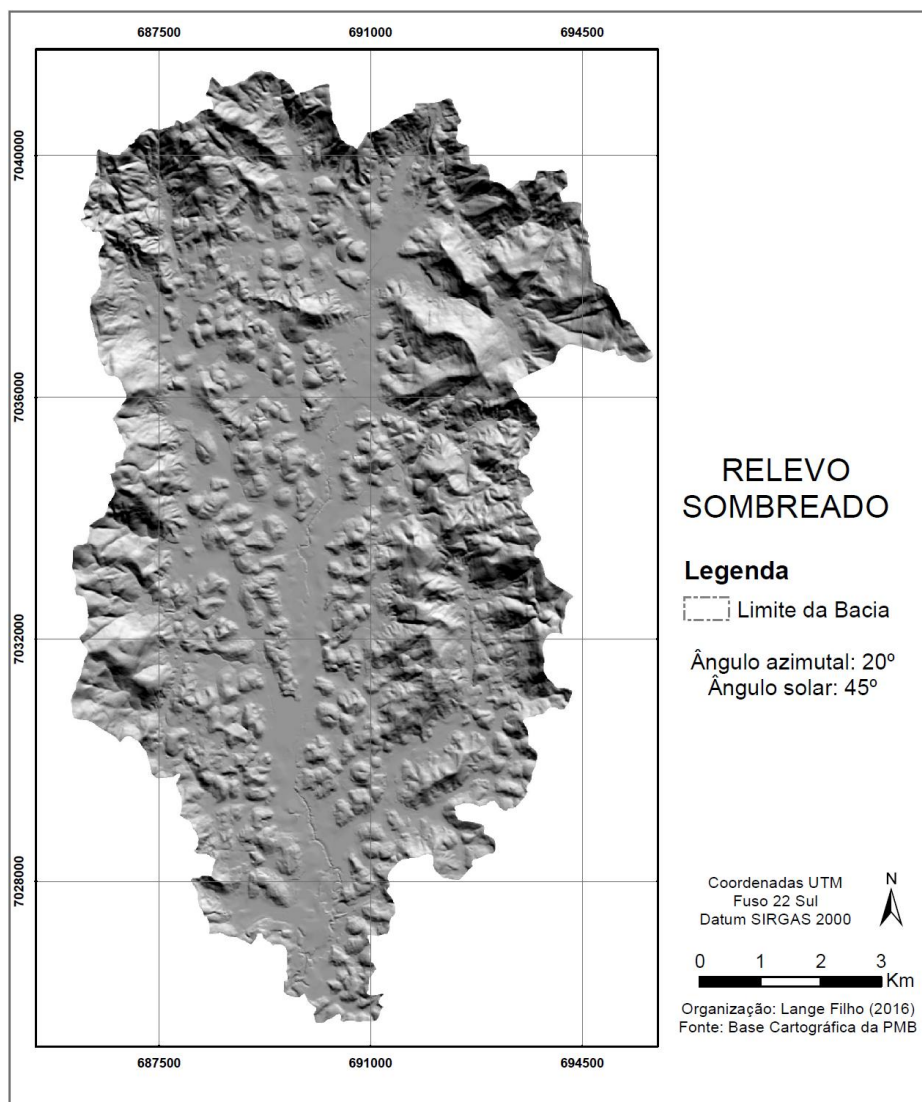 687500 691000 694500
7040000
7036000
7032000
7028000
687500 691000 694500
RELEVO
SOMBREADO
Legenda
Limite da Bacia
Ângulo azimutal: 20º
Ângulo solar: 45º
Coordenadas UTM
Fuso 22 Sul
Datum SIRGAS 2000
N
0 1 2 3
Km
Organização: Lange Filho (2016)
Fonte: Base Cartográfica da PMB